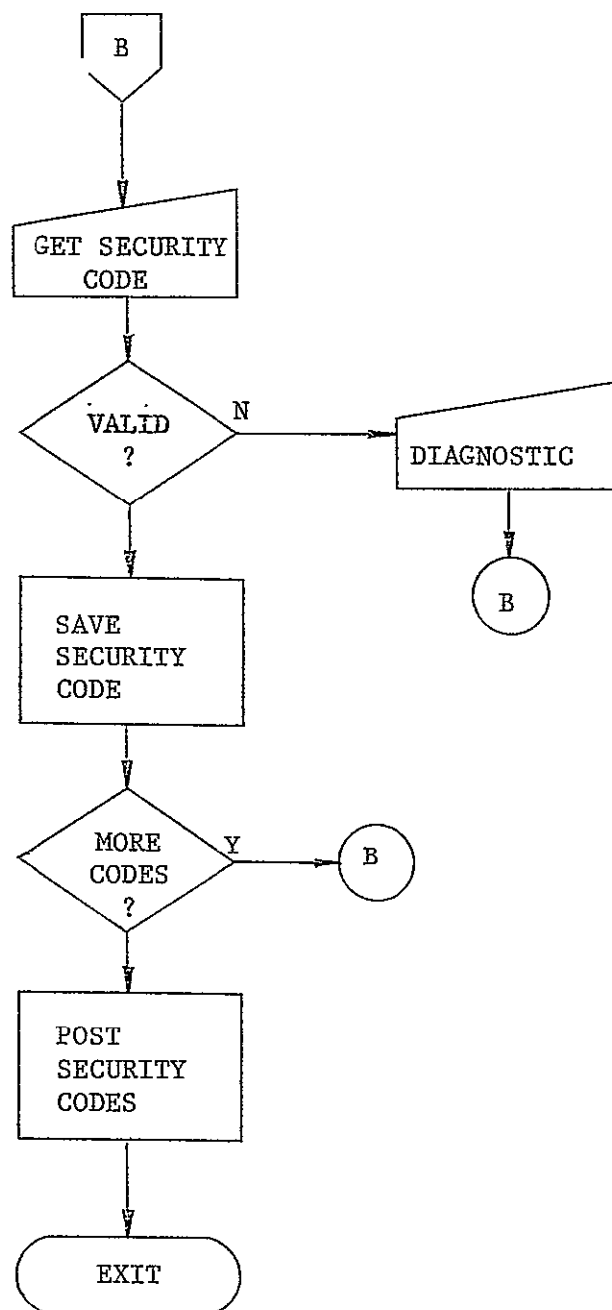 B
GET SECURITY
CODE
VALID
?
N
DIAGNOSTIC
B
SAVE
SECURITY
CODE
MORE
CODES
?
Y
B
POST
SECURITY
CODES
EXIT